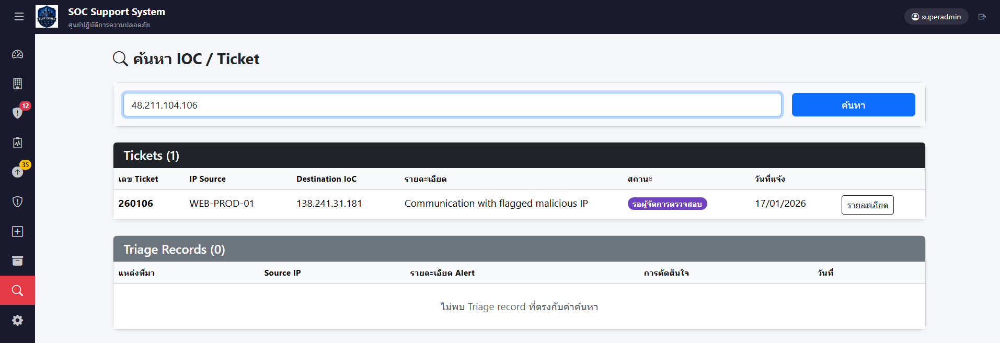 SOC Support System
ศูนย์ปฏิบัติการความปลอดภัย
superadmin
BLUE CASTLE
12
35
ค้นหา IOC / Ticket
48.211.104.106
ค้นหา
Tickets (1)
เลข Ticket IP Source Destination IoC รายละเอียด สถานะ วันที่แจ้ง
260106 WEB-PROD-01 138.241.31.181 Communication with flagged malicious IP รอผู้จัดการตรวจสอบ 17/01/2026 รายละเอียด
Triage Records (0)
แหล่งที่มา Source IP รายละเอียด Alert การตัดสินใจ วันที่
ไม่พบ Triage record ที่ตรงกับคำค้นหา